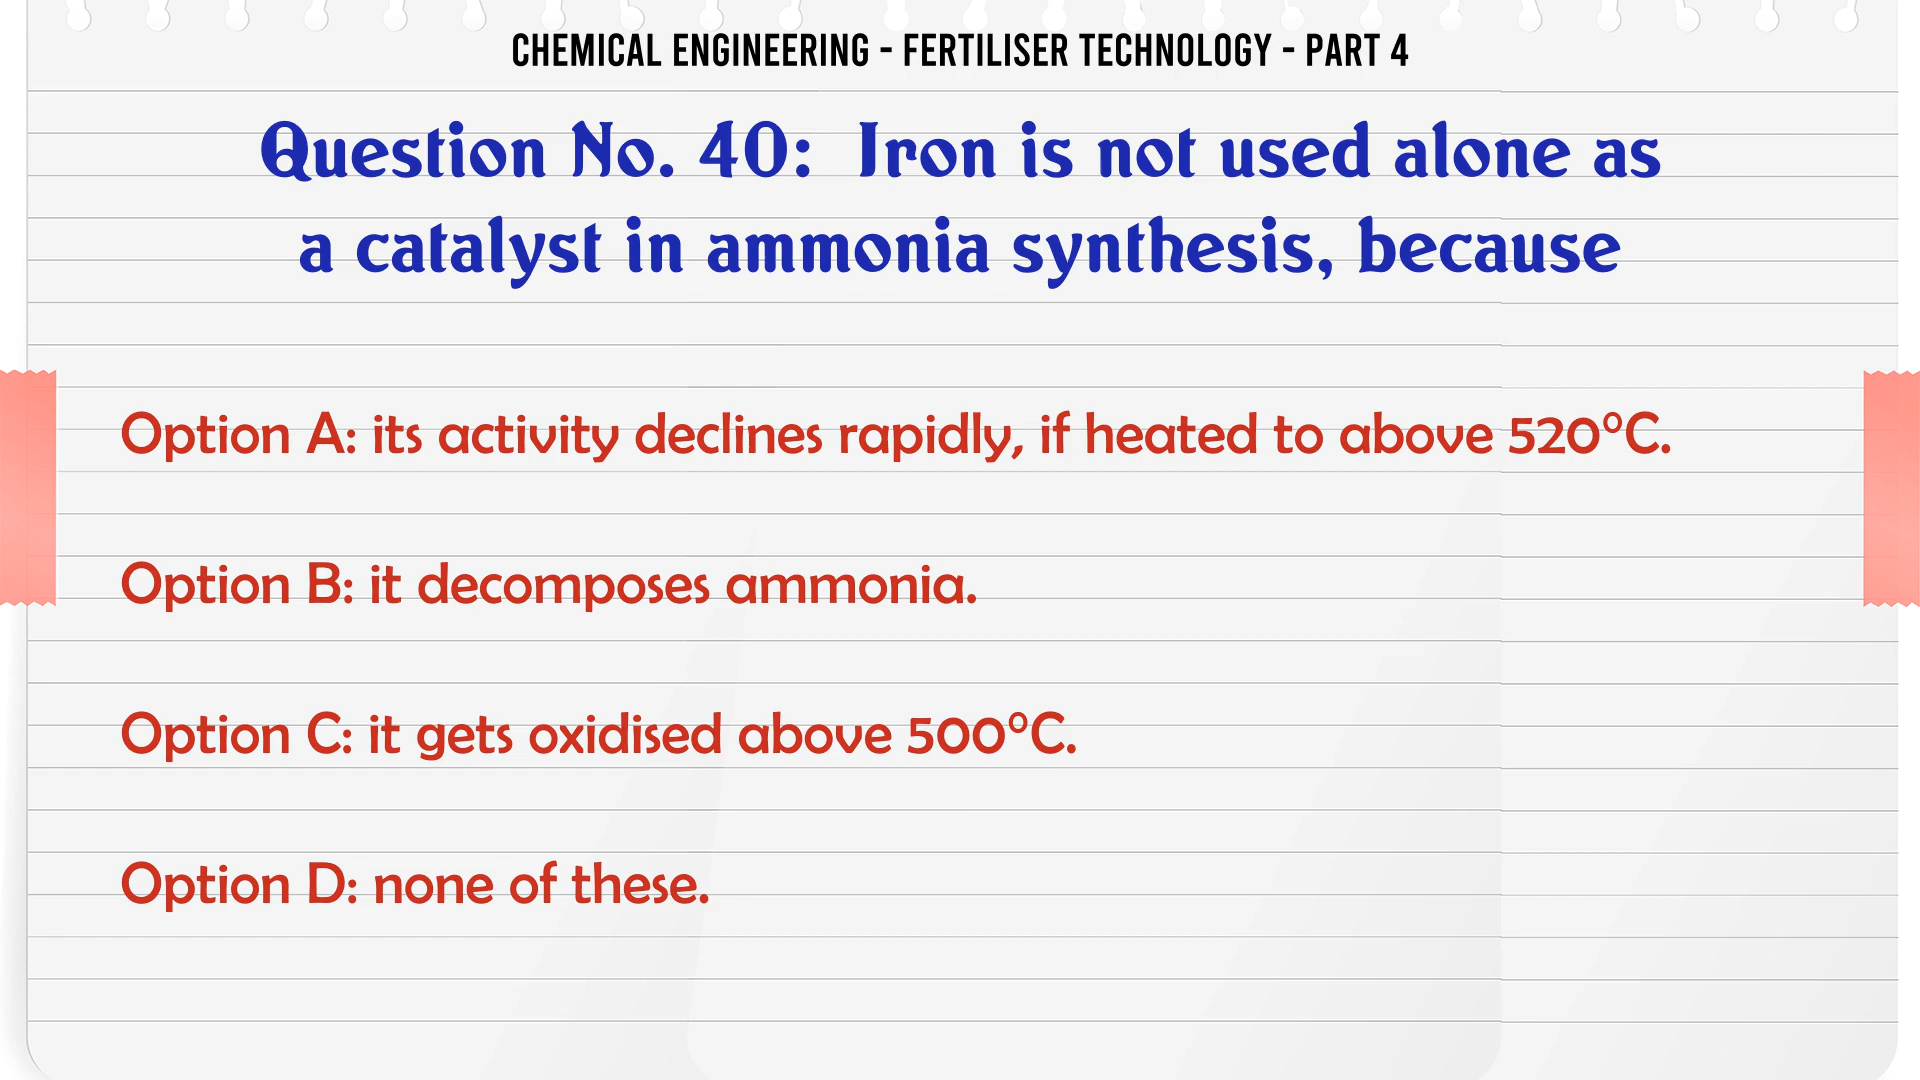 CHEMICAL ENGINEERING - FERTILISER TECHNOLOGY - PART 4
Question No. 40: Iron is not used alone as
a catalyst in ammonia synthesis, because
Option A: its activity declines rapidly, if heated to above 520°C.
Option B: it decomposes ammonia.
Option C: it gets oxidised above 500°C.
Option D: none of these.